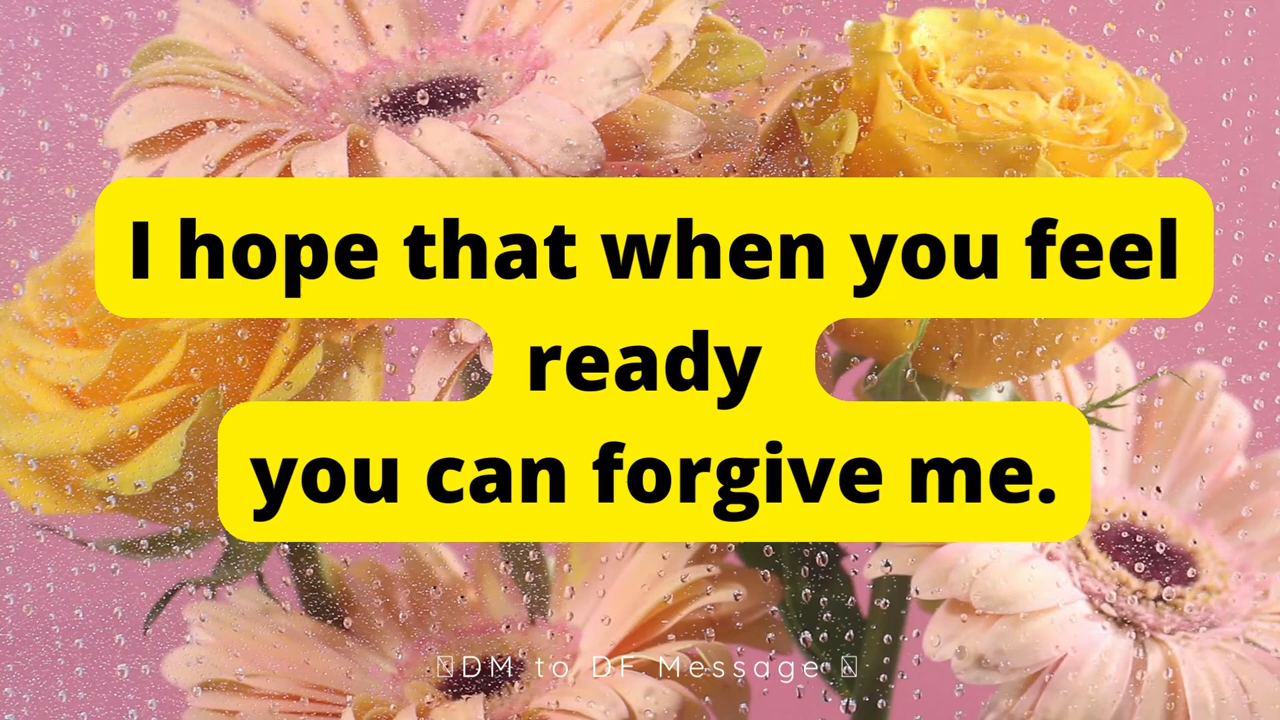 I hope that when you feel
ready
you can forgive me.
DM to DF Message